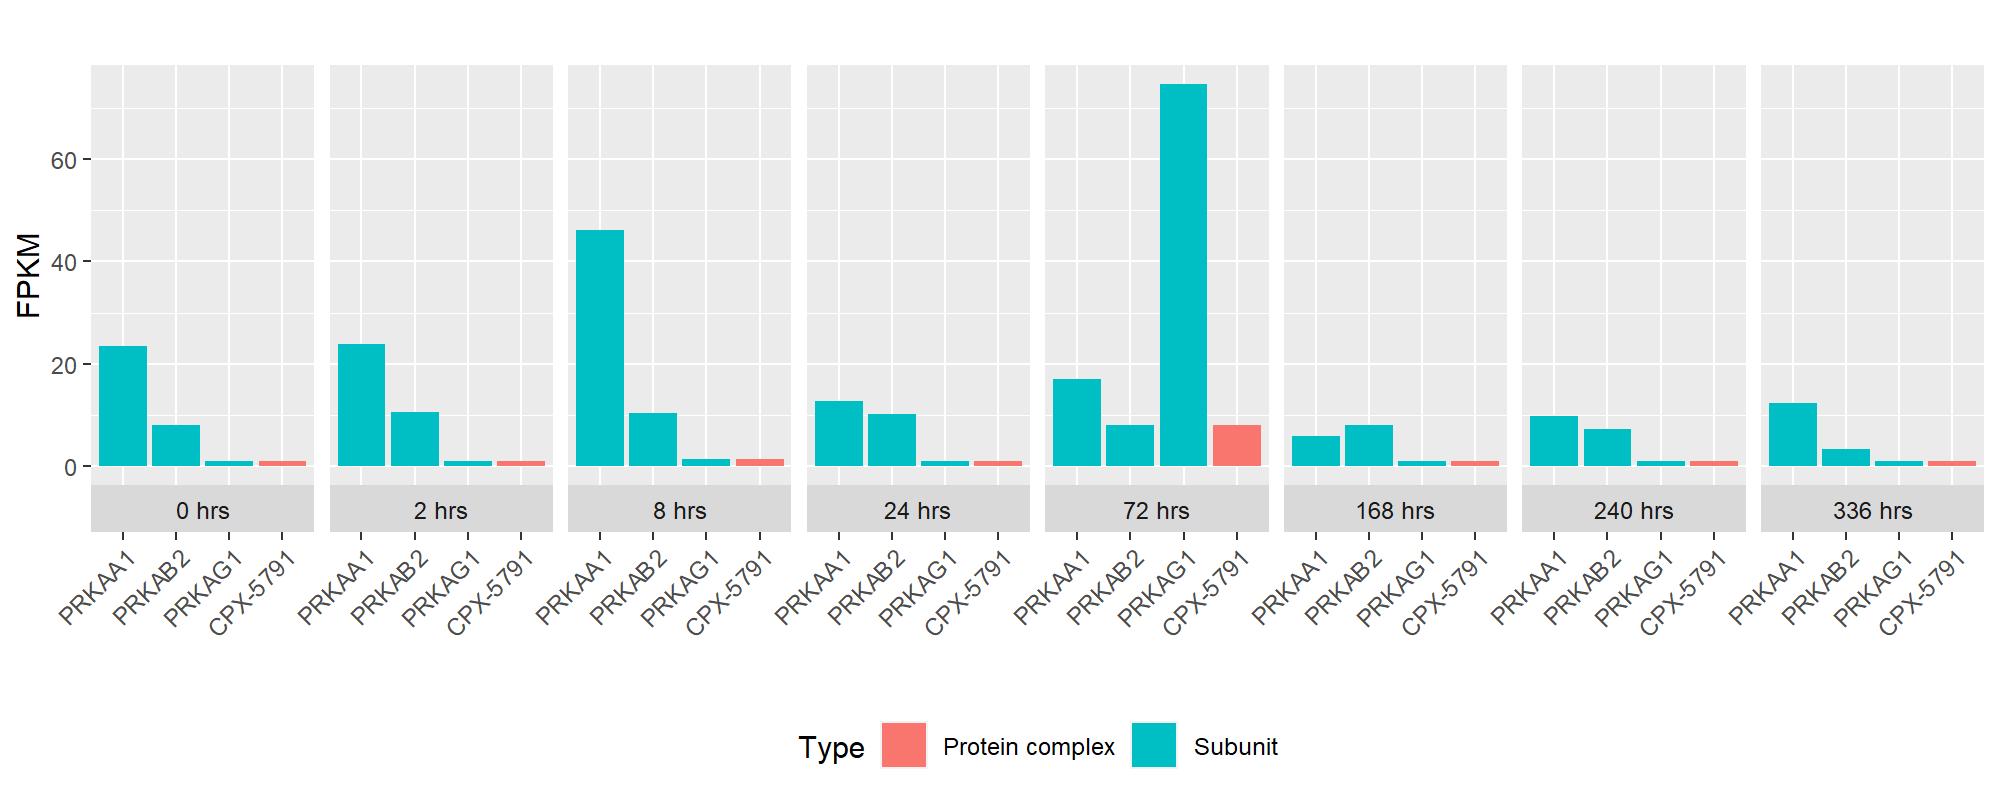 FPKM
60
40
20
0
0 hrs 2 hrs 8 hrs 24 hrs 72 hrs 168 hrs 240 hrs 336 hrs
PRKAA1 PRKAB2 PRKAG1 CPX-5791 PRKAA1 PRKAB2 PRKAG1 CPX-5791 PRKAA1 PRKAB2 PRKAG1 CPX-5791 PRKAA1 PRKAB2 PRKAG1 CPX-5791 PRKAA1 PRKAB2 PRKAG1 CPX-5791 PRKAA1 PRKAB2 PRKAG1 CPX-5791 PRKAA1 PRKAB2 PRKAG1 CPX-5791 PRKAA1 PRKAB2 PRKAG1 CPX-5791
Type Protein complex Subunit